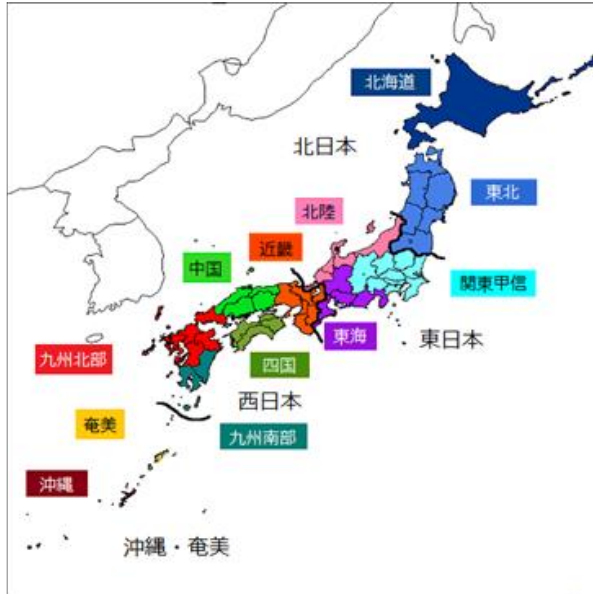 北海道
北日本
東北
北陸
近畿
中国
関東甲信
東海
東日本
九州北部
四国
西日本
奄美
九州南部
沖縄
沖縄・奄美